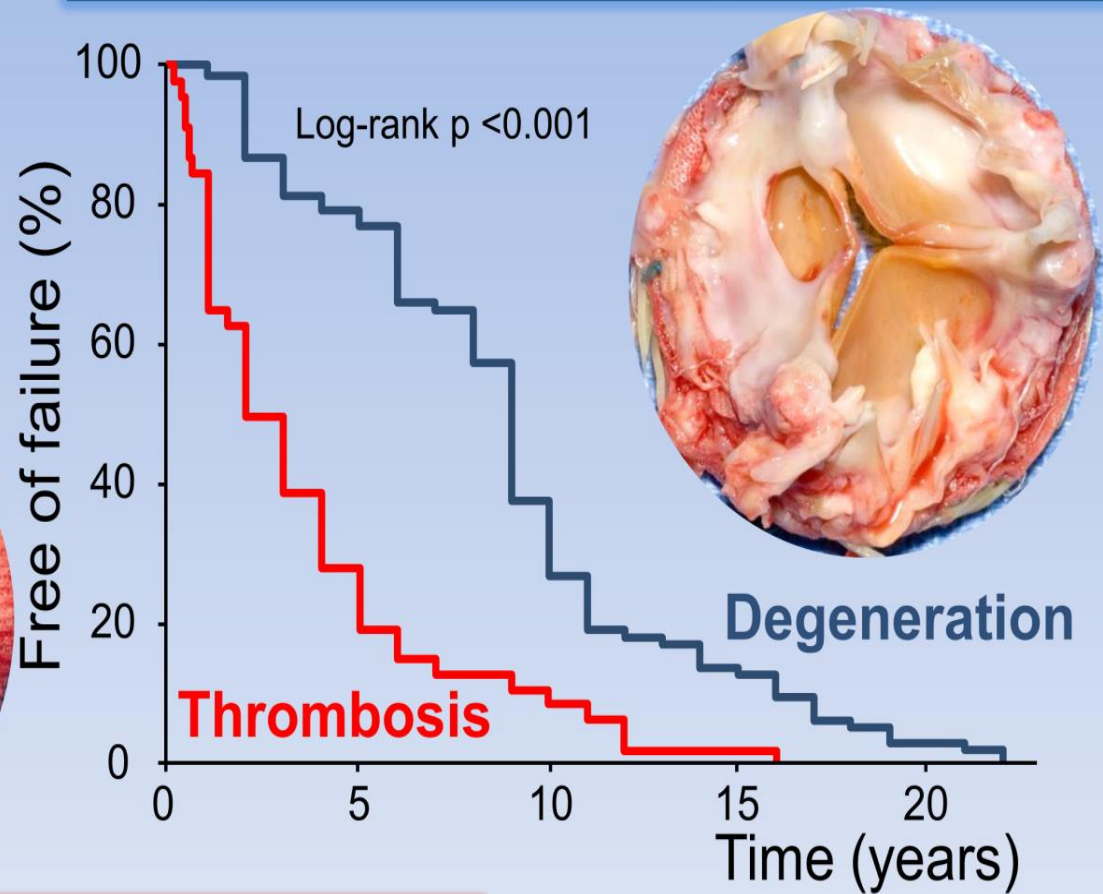 100
80
60
40
20
0
Free of failure (%)
Log-rank p <0.001
Degeneration
Thrombosis
0 5 10 15 20
Time (years)